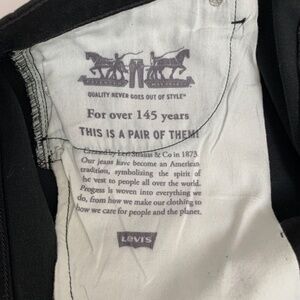 QUALITY NEVER GOES OUT OF STYLE
For over 145 years
THIS IS A PAIR OF THEM!
Created by Levi Strauss & Co in 1873
Our jeans have become an American
tradition, symbolizing the spirit of
the vest to people all over the world.
Progess is woven into everything we
do, from how we make our clothing to
how we care for people and the planet.
LEVI'S